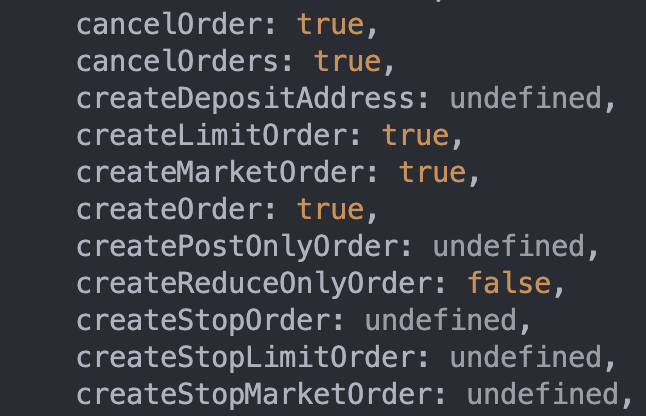 cancelOrder: true,
cancelOrders: true,
createDepositAddress: undefined,
createLimitOrder: true,
createMarketOrder: true,
createOrder: true,
createPostOnlyOrder: undefined,
createReduceOnlyOrder: false,
createStopOrder: undefined,
createStopLimitOrder: undefined,
createStopMarketOrder: undefined,